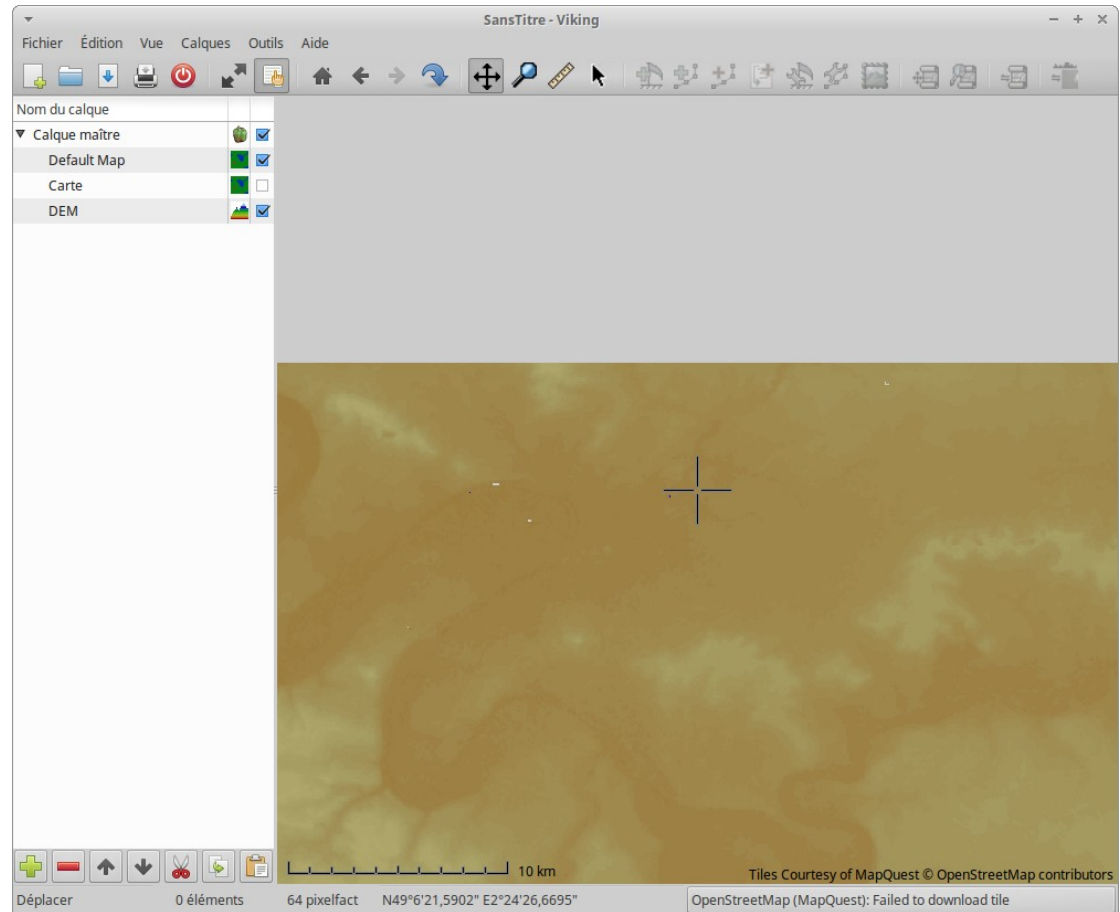 SansTitre - Viking
Fichier Édition Vue Calques Outils Aide
Nom du calque
Calque maître
Default Map
Carte
DEM
10 km
Tiles Courtesy of MapQuest © OpenStreetMap contributors
Déplacer 0 éléments 64 pixelfact N49°6'21,5902" E2°24'26,6695" OpenStreetMap (MapQuest): Failed to download tile